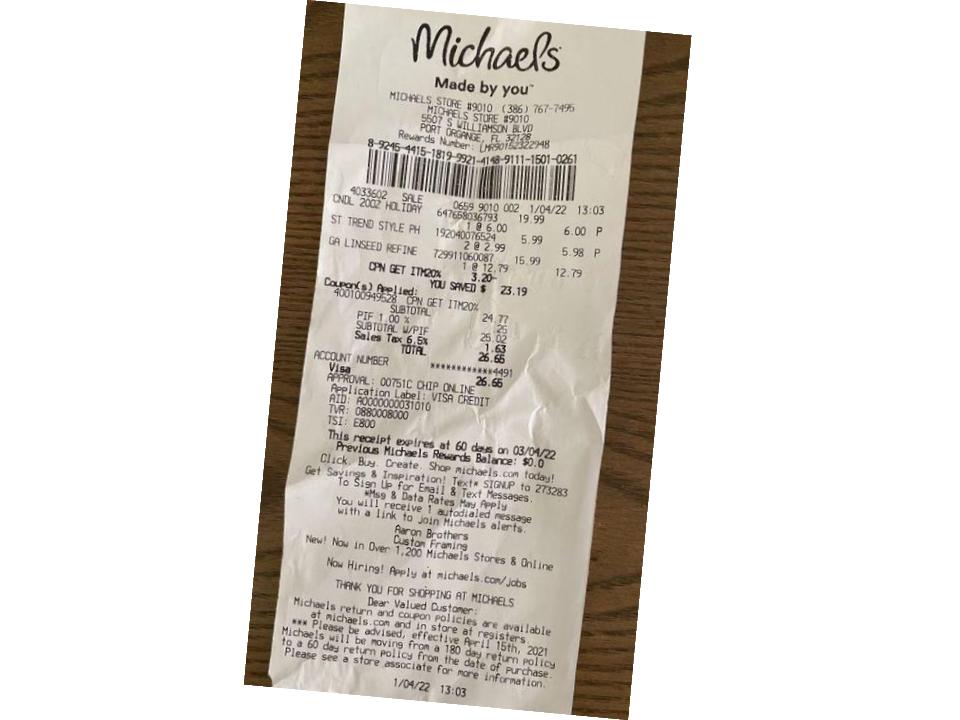 Michaels
Made by you™
MICHAELS STORE #9010 (386) 767-7495
MICHAELS STORE #9010
5507 S WILLIAMSON BLVD
PORT ORGANGE, FL 32128
Rewards Number: LMR90152322948
8-9245-4415-1819-9921-4148-9111-1501-0261
4033602 SALE 0659 9010 002 1/04/22 13:03
CNDL 20OZ HOLIDAY 647658036793 19.99
1 @ 6.00 6.00 P
ST TREND STYLE PH 192040076524 5.99
2 @ 2.99 5.98 P
GA LINSEED REFINE 729911060087 15.99
1 @ 12.79 12.79
CPN GET ITM20% 3.20-
YOU SAVED $ 23.19
Coupon(s) Applied:
400100949528 CPN GET ITM20%
SUBTOTAL 24.77
PIF 1.00 % 25
SUBTOTAL W/PIF 25.02
Sales Tax 6.5% 1.63
TOTAL 26.65
ACCOUNT NUMBER ************4491
Visa 26.65
APPROVAL: 00751C CHIP ONLINE
Application Label: VISA CREDIT
AID: A0000000031010
TVR: 0880008000
TSI: E800
This receipt expires at 60 days on 03/04/22
Previous Michaels Rewards Balance: $0.0
Click. Buy. Create. Shop michaels.com today!
Get Savings & Inspiration! Text* SIGNUP to 273283
To Sign Up for Email & Text Messages.
*Msg & Data Rates May Apply
You will receive 1 autodialed message
with a link to join Michaels alerts.
Aaron Brothers
Custom Framing
New! Now in Over 1,200 Michaels Stores & Online
Now Hiring! Apply at michaels.com/jobs
THANK YOU FOR SHOPPING AT MICHAELS
Dear Valued Customer:
Michaels return and coupon policies are available
at michaels.com and in store at registers.
*** Please be advised, effective April 15th, 2021
Michaels will be moving from a 180 day return policy
to a 60 day return policy from the date of purchase.
Please see a store associate for more information.
1/04/22 13:03